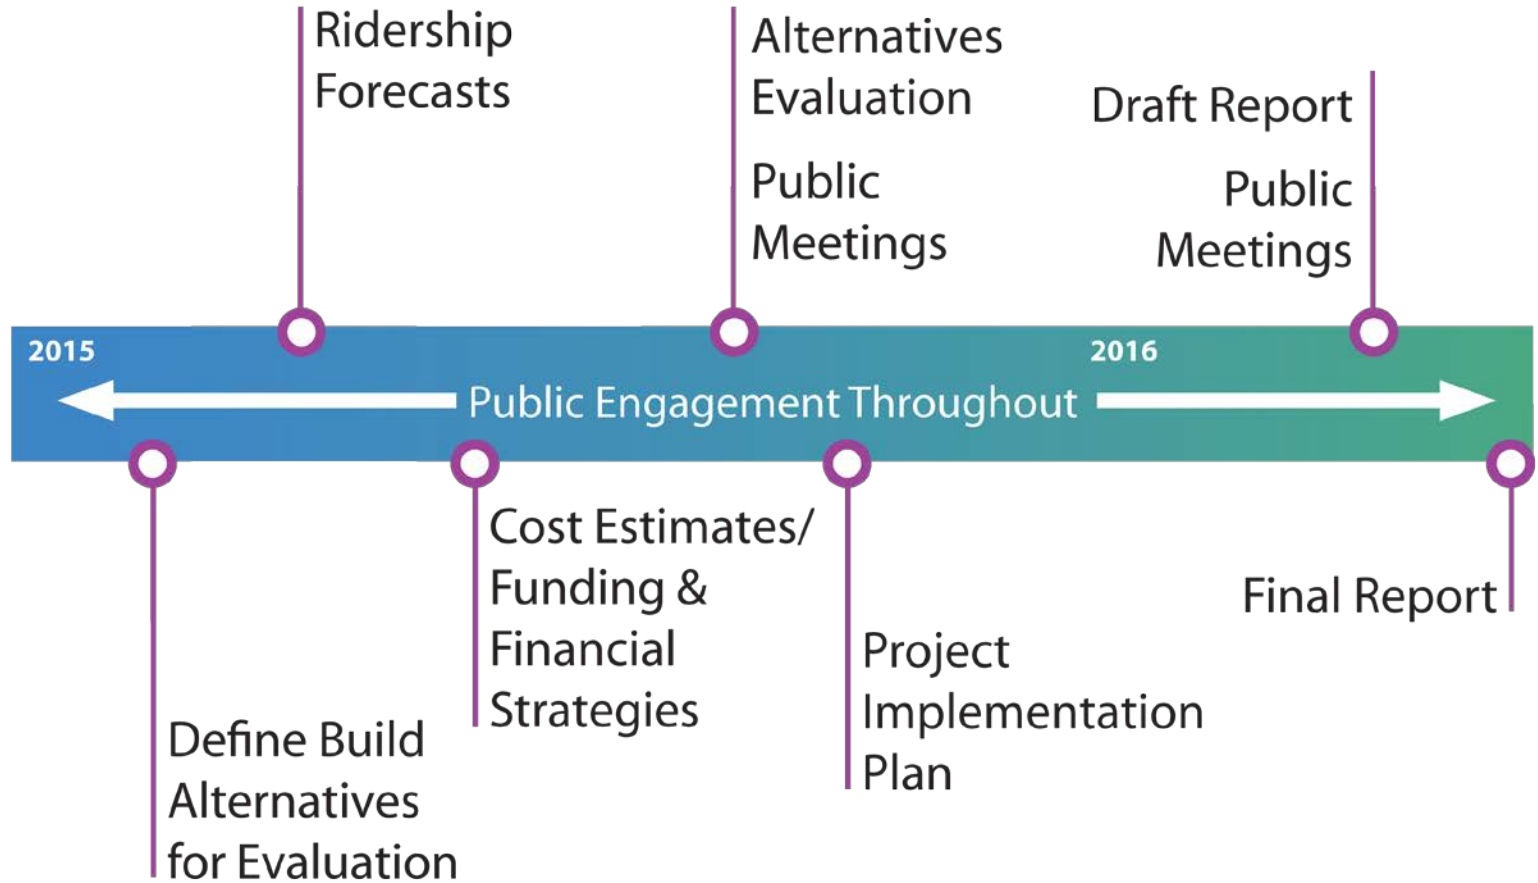 Ridership
Forecasts
Alternatives
Evaluation
Public
Meetings
Draft Report
Public
Meetings
2015
2016
Public Engagement Throughout
Define Build
Alternatives
for Evaluation
Cost Estimates/
Funding &
Financial
Strategies
Project
Implementation
Plan
Final Report